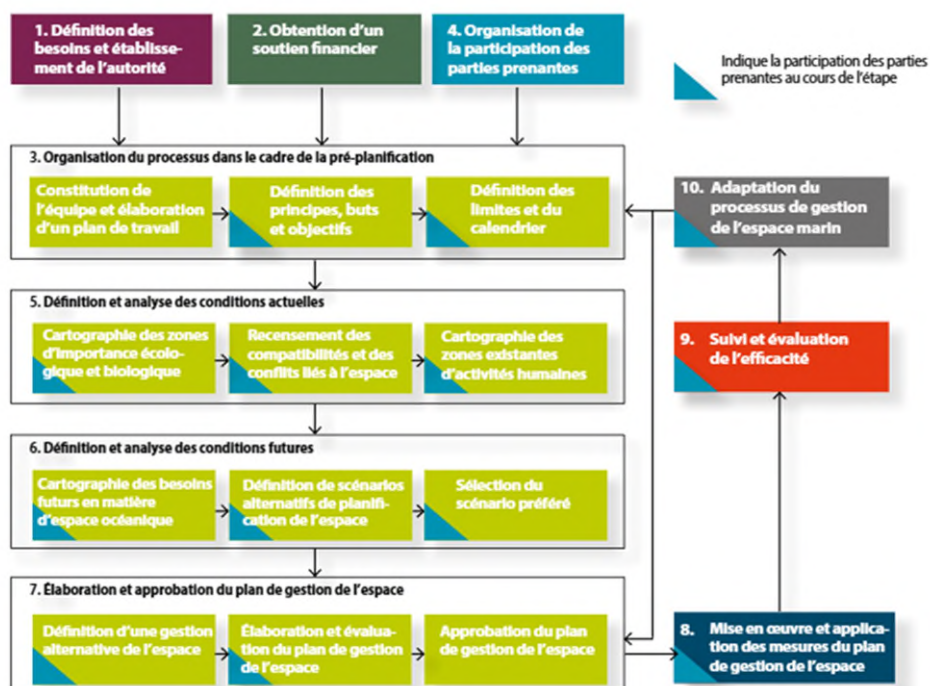 1. Définition des
besoins et établisse-
ment de l'autorité
2. Obtention d'un
soutien financier
4. Organisation de
la participation des
parties prenantes
Indique la participation des parties
prenantes au cours de l'étape
3. Organisation du processus dans le cadre de la pré-planification
Constitution de
l'équipe et élaboration
d'un plan de travail
Définition des
principes, buts
et objectifs
Définition des
limites et du
calendrier
10. Adaptation du
processus de gestion
de l'espace marin
5. Définition et analyse des conditions actuelles
Cartographie des zones
d'importance écolo-
gique et biologique
Recensement des
compatibilités et des
conflits liés à l'espace
Cartographie des
zones existantes
d'activités humaines
9. Suivi et évaluation
de l'efficacité
6. Définition et analyse des conditions futures
Cartographie des besoins
futurs en matière
d'espace océanique
Définition de scénarios
alternatifs de planifi-
cation de l'espace
Sélection du
scénario préféré
7. Élaboration et approbation du plan de gestion de l'espace
Définition d'une gestion
alternative de l'espace
Élaboration et évalua-
tion du plan de gestion
de l'espace
Approbation du plan
de gestion de l'espace
8. Mise en œuvre et applica-
tion des mesures du plan
de gestion de l'espace